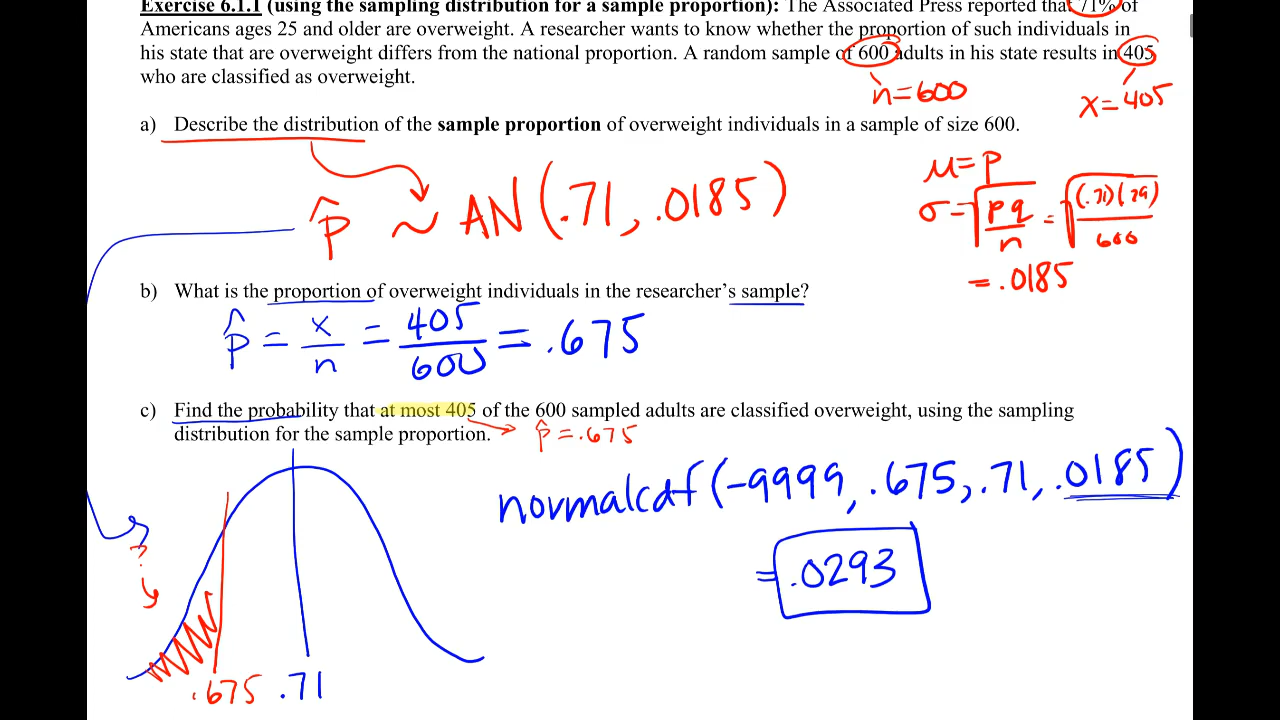 Exercise 6.1.1 (using the sampling distribution for a sample proportion): The Associated Press reported that 71% of
Americans ages 25 and older are overweight. A researcher wants to know whether the proportion of such individuals in
his state that are overweight differs from the national proportion. A random sample of 600 adults in his state results in 405
who are classified as overweight.
n=600
x=405
a) Describe the distribution of the sample proportion of overweight individuals in a sample of size 600.
p̂ ~ AN(.71, .0185)
μ=p
σ=√(pq/n) = √((.71)(.29)/600)
= .0185
b) What is the proportion of overweight individuals in the researcher's sample?
p̂ = x/n = 405/600 = .675
c) Find the probability that at most 405 of the 600 sampled adults are classified overweight, using the sampling
distribution for the sample proportion. p̂ = .675
normalcdf(-9999, .675, .71, .0185)
= .0293
?
.675 .71